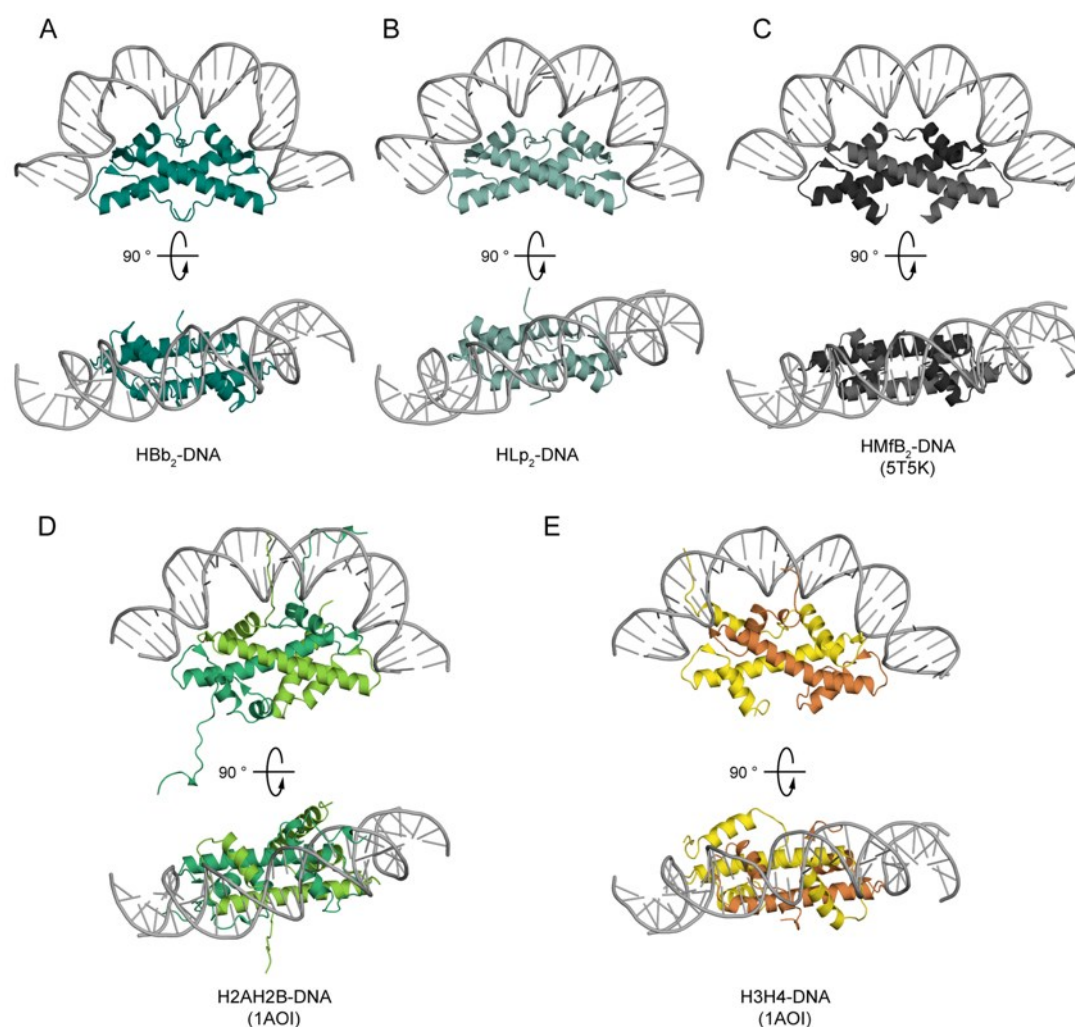 A
B
C
90 °
90 °
90 °
HBb₂-DNA
HLp₂-DNA
HMfB₂-DNA
(5T5K)
D
E
90 °
90 °
H2AH2B-DNA
(1AOI)
H3H4-DNA
(1AOI)